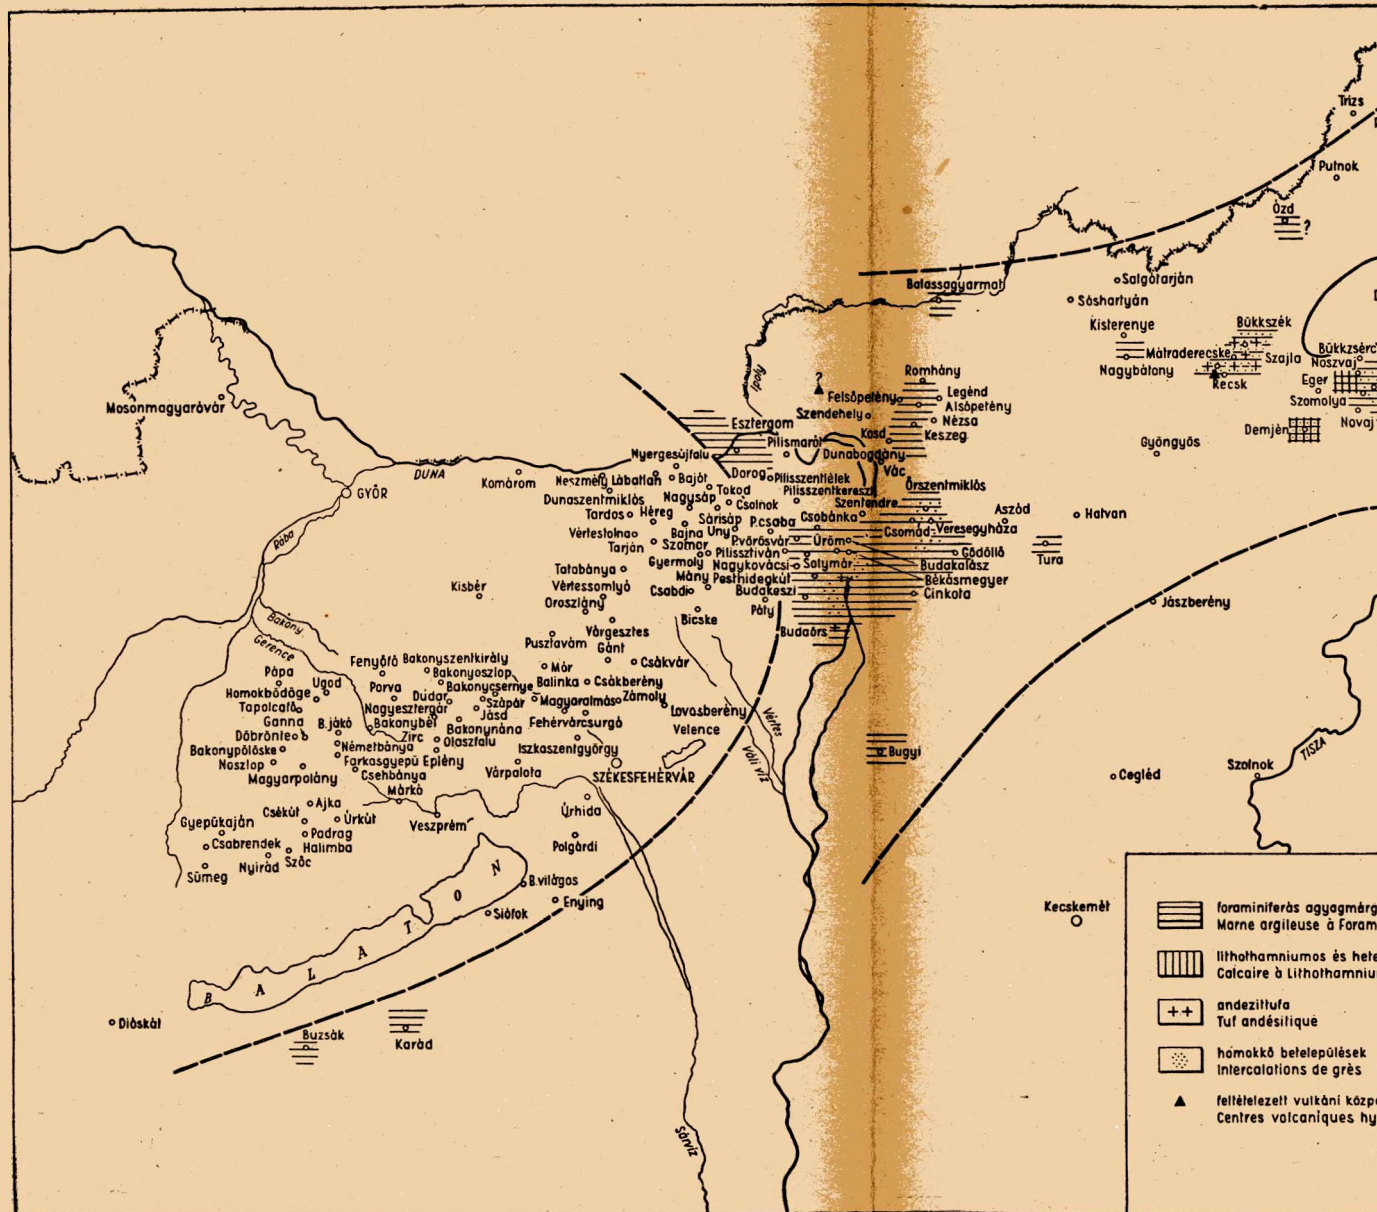 Trizs
Putnok
Ózd
?
Balassagyarmat
Salgótarján
Sóshartyán
Kisterenye
Bükkszék
Mátraderecske
Szajla
Nagybátony
Recsk
Bükkzsérc
Noszvaj
Eger
Szomolya
Novaj
Demjén
Gyöngyös
Ipoly
?
Romhány
Felsőpetény
Legénd
Alsópetény
Szendehely
Nézsa
Kosd
Keszeg
Mosonmagyaróvár
Esztergom
Pilismarót
Dunabogdány
Vác
Nyergesújfalu
DUNA
Komárom
Neszmély
Lábatlan
Bajót
Dorog
Pilisszentlélek
GYŐR
Dunaszentmiklós
Nagysáp
Tokod
Pilisszentkereszt
Őrszentmiklós
Csolnok
Szentendre
Tardos
Héreg
Sárisáp
P.csaba
Csobánka
Aszód
Hatvan
Vértestolna
Bajna
Uny
Csomád
Veresegyháza
Rába
Tarján
Szomor
P.vörösvár
Üröm
Gyermely
Pilissztiván
Solymár
Gödöllő
Tura
Tatabánya
Nagykovácsi
Budakalász
Kisbér
Vértessomlyó
Mány
Pesthidegkút
Békásmegyer
Oroszlány
Csabdi
Budakeszi
Cinkota
Jászberény
Bicske
Páty
Bakony
Várgesztes
Budaörs
Gerence
Pusztavám
Gánt
Fenyőfő
Bakonyszentkirály
Mór
Csákvár
Pápa
Bakonyoszlop
Balinka
Csákberény
Ugod
Porva
Dudar
Bakonycsernye
Homokbödöge
Szápár
Magyaralmás
Zámoly
Tapolcafő
Nagyesztergár
Jásd
Lovasberény
Ganna
B.jákó
Bakonybél
Bakonynána
Fehérvárcsurgó
Velence
Vértes
Döbrönte
Zirc
Olaszfalu
Németbánya
Bakonypölöske
Farkasgyepü
Eplény
Iszkaszentgyörgy
Noszlop
Csehbánya
Váli víz
Bugyi
TISZA
Magyarpolány
Várpalota
SZÉKESFEHÉRVÁR
Cegléd
Szolnok
Márkó
Ajka
Csékút
Úrkút
Veszprém
Úrhida
Gyepükaján
Padrag
Csabrendek
Halimba
Polgárdi
Nyirád
Szőc
Sümeg
B.világos
Siófok
Enying
BALATON
Kecskemét
Dióskál
Buzsák
Karád
Sárvíz
foraminiferás agyagmárg
Marne argileuse à Foram
lithothamniumos és hete
Calcaire à Lithothamniu
andezittufa
Tuf andésitique
homokkő betelepülések
Intercalations de grès
feltételezett vulkáni közp
Centres volcaniques hy